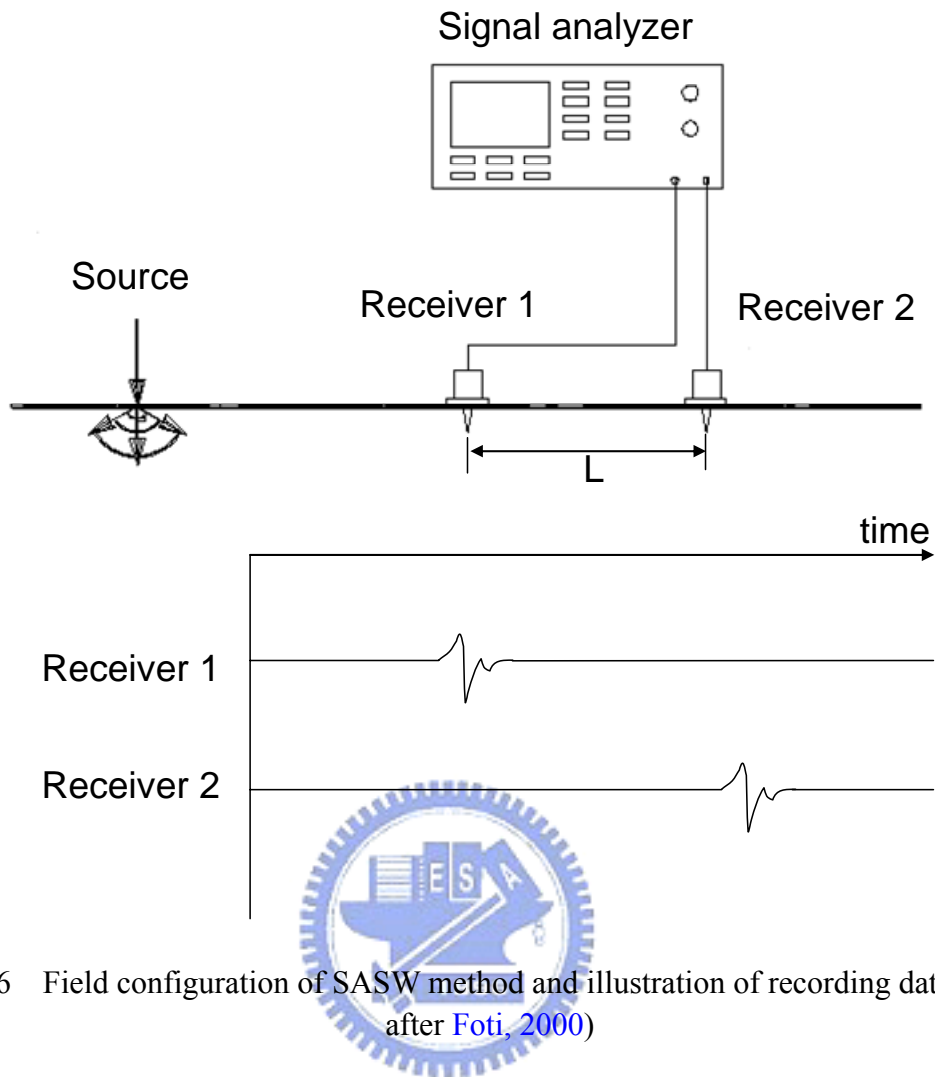 Signal analyzer
Source
Receiver 1
Receiver 2
L
time
Receiver 1
Receiver 2
E S A
6 Field configuration of SASW method and illustration of recording dat
after Foti, 2000)